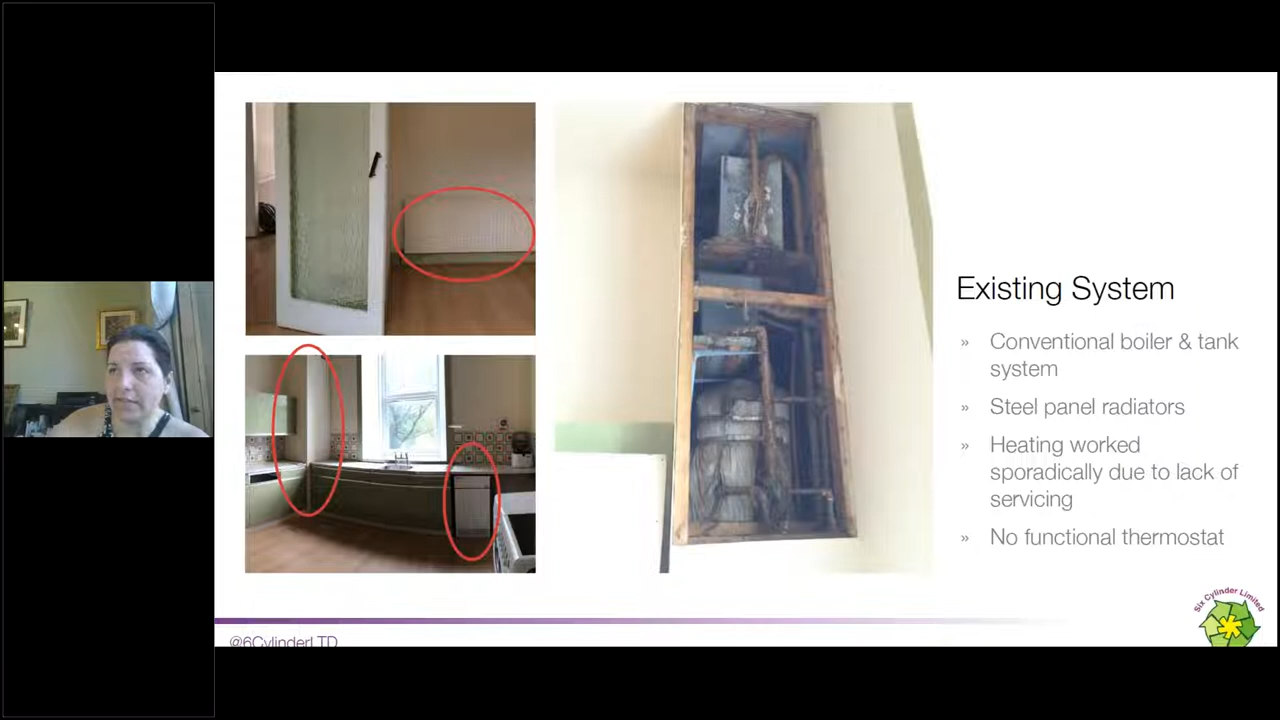 Existing System
» Conventional boiler & tank
system
» Steel panel radiators
» Heating worked
sporadically due to lack of
servicing
» No functional thermostat
Six Cylinder Limited
@6CylinderLTD